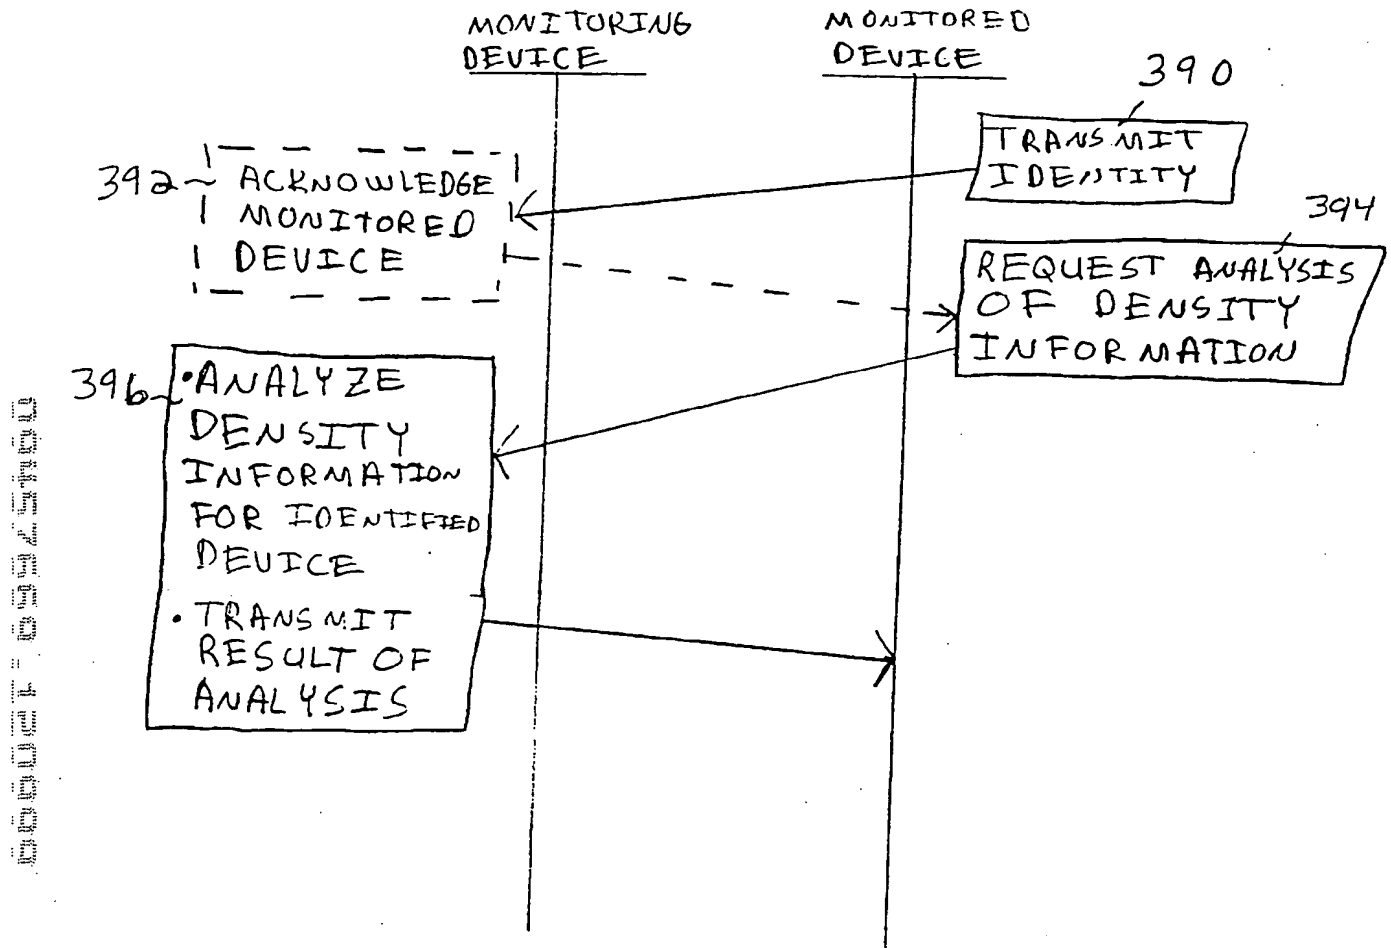 MONITORING
DEVICE
MONITORED
DEVICE
390
TRANSMIT
IDENTITY
392
ACKNOWLEDGE
MONITORED
DEVICE
394
REQUEST ANALYSIS
OF DENSITY
INFORMATION
396
•ANALYZE
DENSITY
INFORMATION
FOR IDENTIFIED
DEVICE
• TRANSMIT
RESULT OF
ANALYSIS